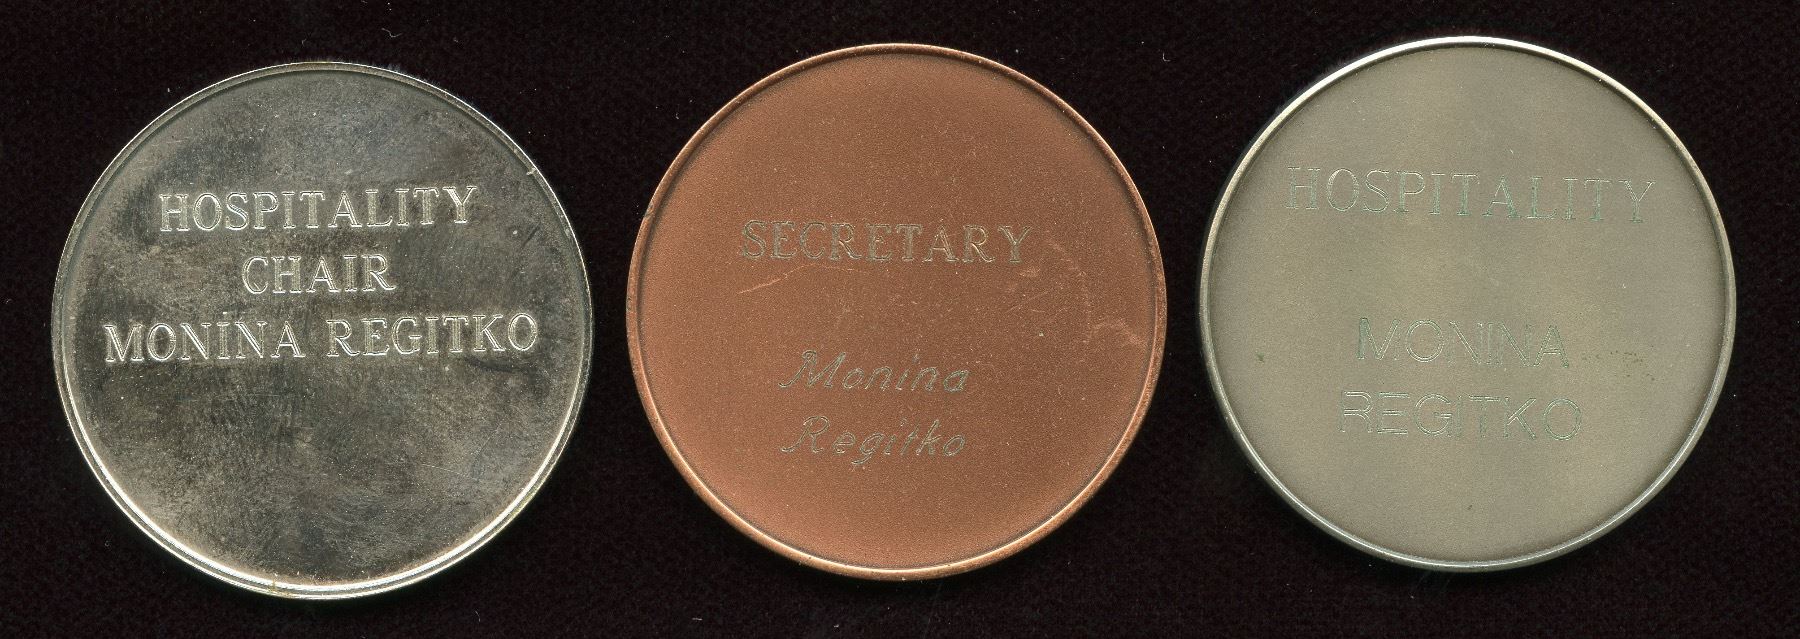 HOSPITALITY
CHAIR
MONINA REGITKO
SECRETARY
Monina
Regitko
HOSPITALITY
MONINA
REGITKO